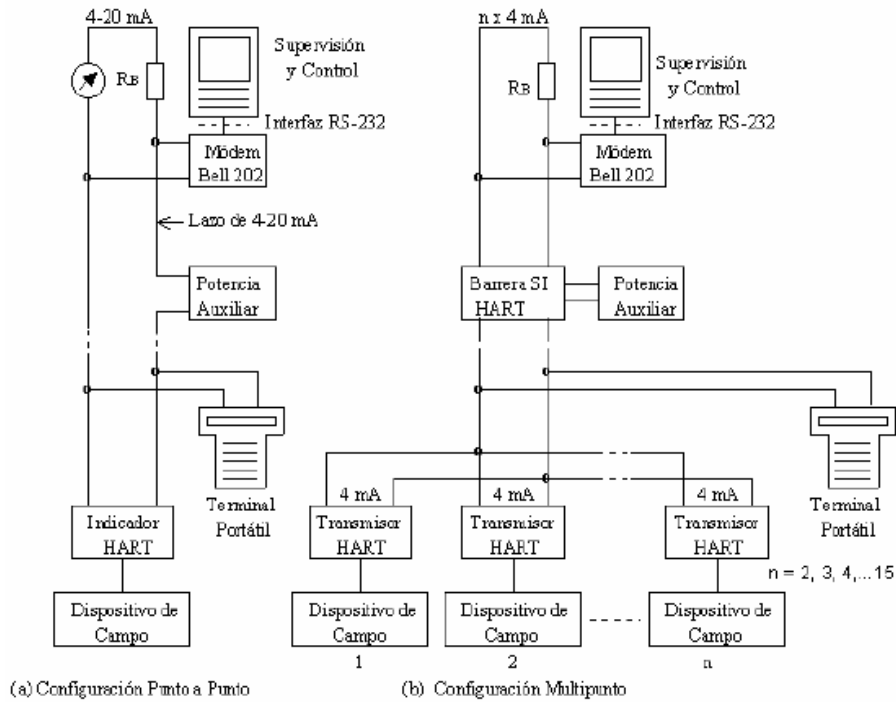 4-20 mA
RB
Supervisión
y Control
Interfaz RS-232
Módem
Bell 202
Lazo de 4-20 mA
Potencia
Auxiliar
Terminal
Portátil
Indicador
HART
Dispositivo de
Campo
(a) Configuración Punto a Punto
n x 4 mA
RB
Supervisión
y Control
Interfaz RS-232
Módem
Bell 202
Barrera SI
HART
Potencia
Auxiliar
Terminal
Portátil
4 mA
4 mA
4 mA
Transmisor
HART
Transmisor
HART
Transmisor
HART
n = 2, 3, 4,...15
Dispositivo de
Campo
1
Dispositivo de
Campo
2
Dispositivo de
Campo
n
(b) Configuración Multipunto